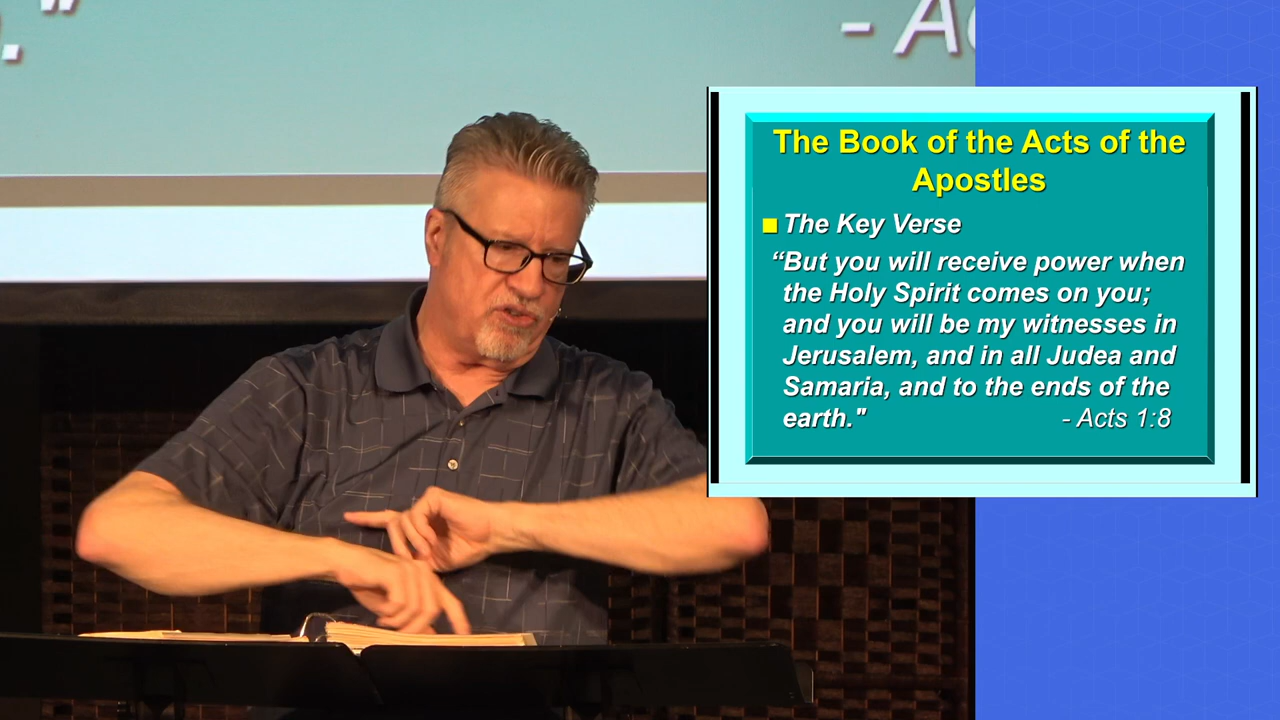 ."
- Ac
The Book of the Acts of the
Apostles
The Key Verse
“But you will receive power when
the Holy Spirit comes on you;
and you will be my witnesses in
Jerusalem, and in all Judea and
Samaria, and to the ends of the
earth." - Acts 1:8